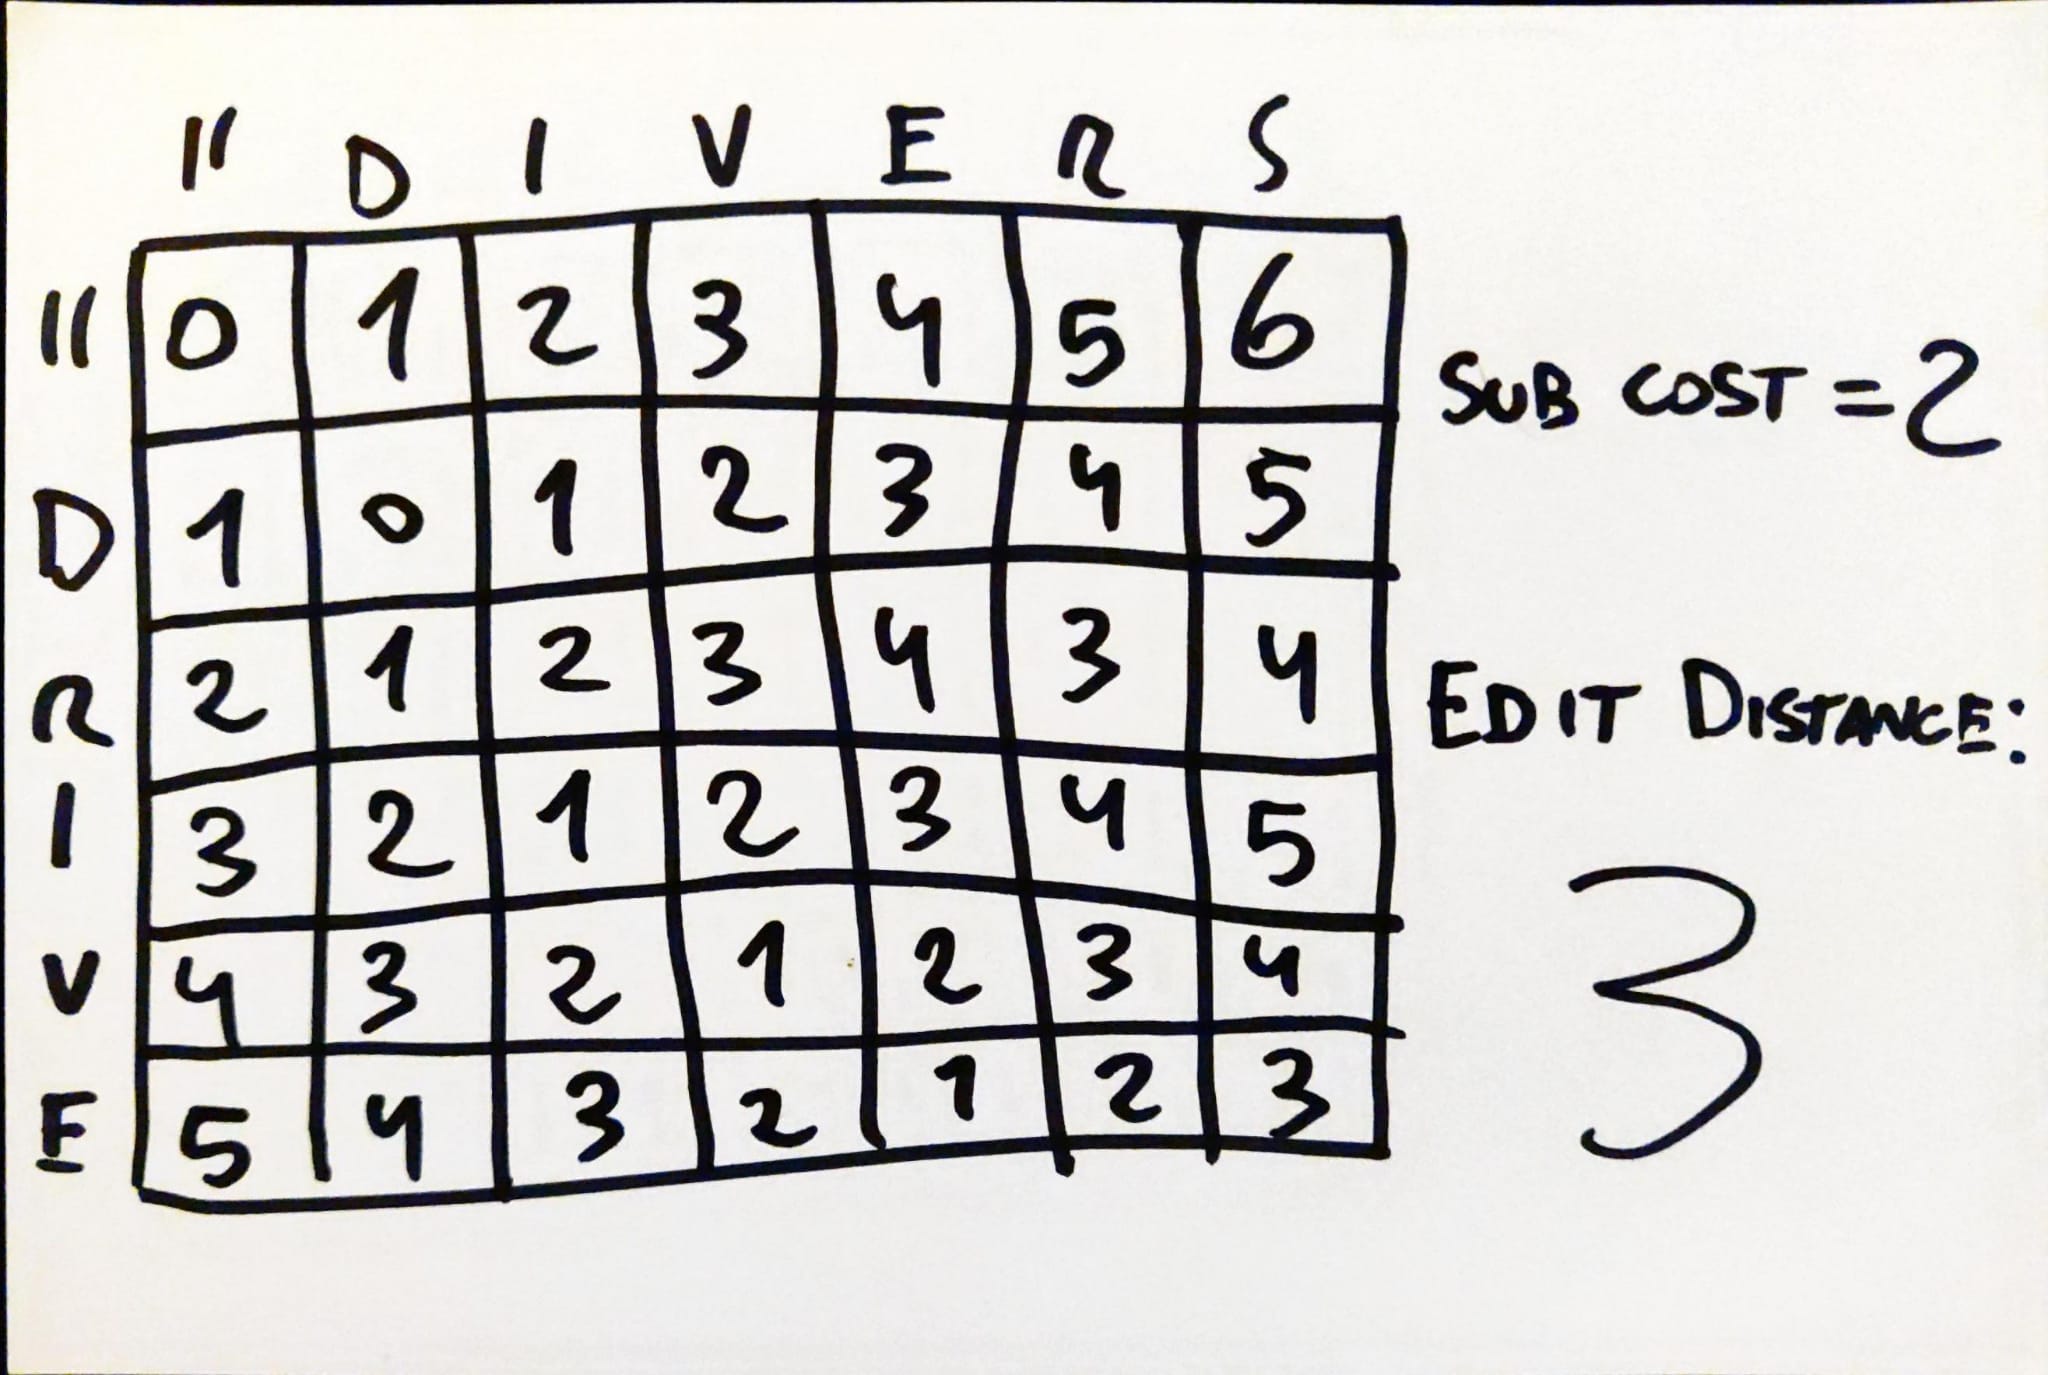 " D I V E R S
" 0 1 2 3 4 5 6
D 1 0 1 2 3 4 5
R 2 1 2 3 4 3 4
I 3 2 1 2 3 4 5
V 4 3 2 1 2 3 4
E 5 4 3 2 1 2 3
SUB COST = 2
EDIT DISTANCE:
3